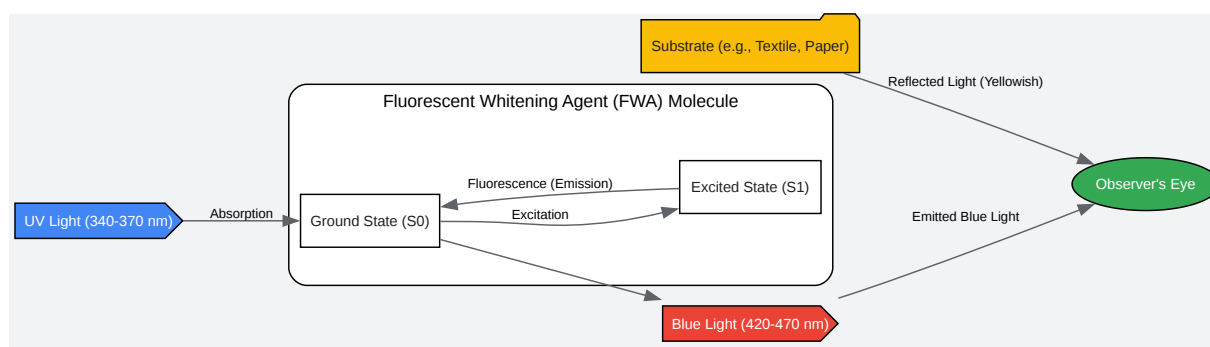 Substrate (e.g., Textile, Paper)
Reflected Light (Yellowish)
Fluorescent Whitening Agent (FWA) Molecule
Fluorescence (Emission)
Excited State (S1)
Observer's Eye
UV Light (340-370 nm)
Absorption
Ground State (S0)
Excitation
Emitted Blue Light
Blue Light (420-470 nm)